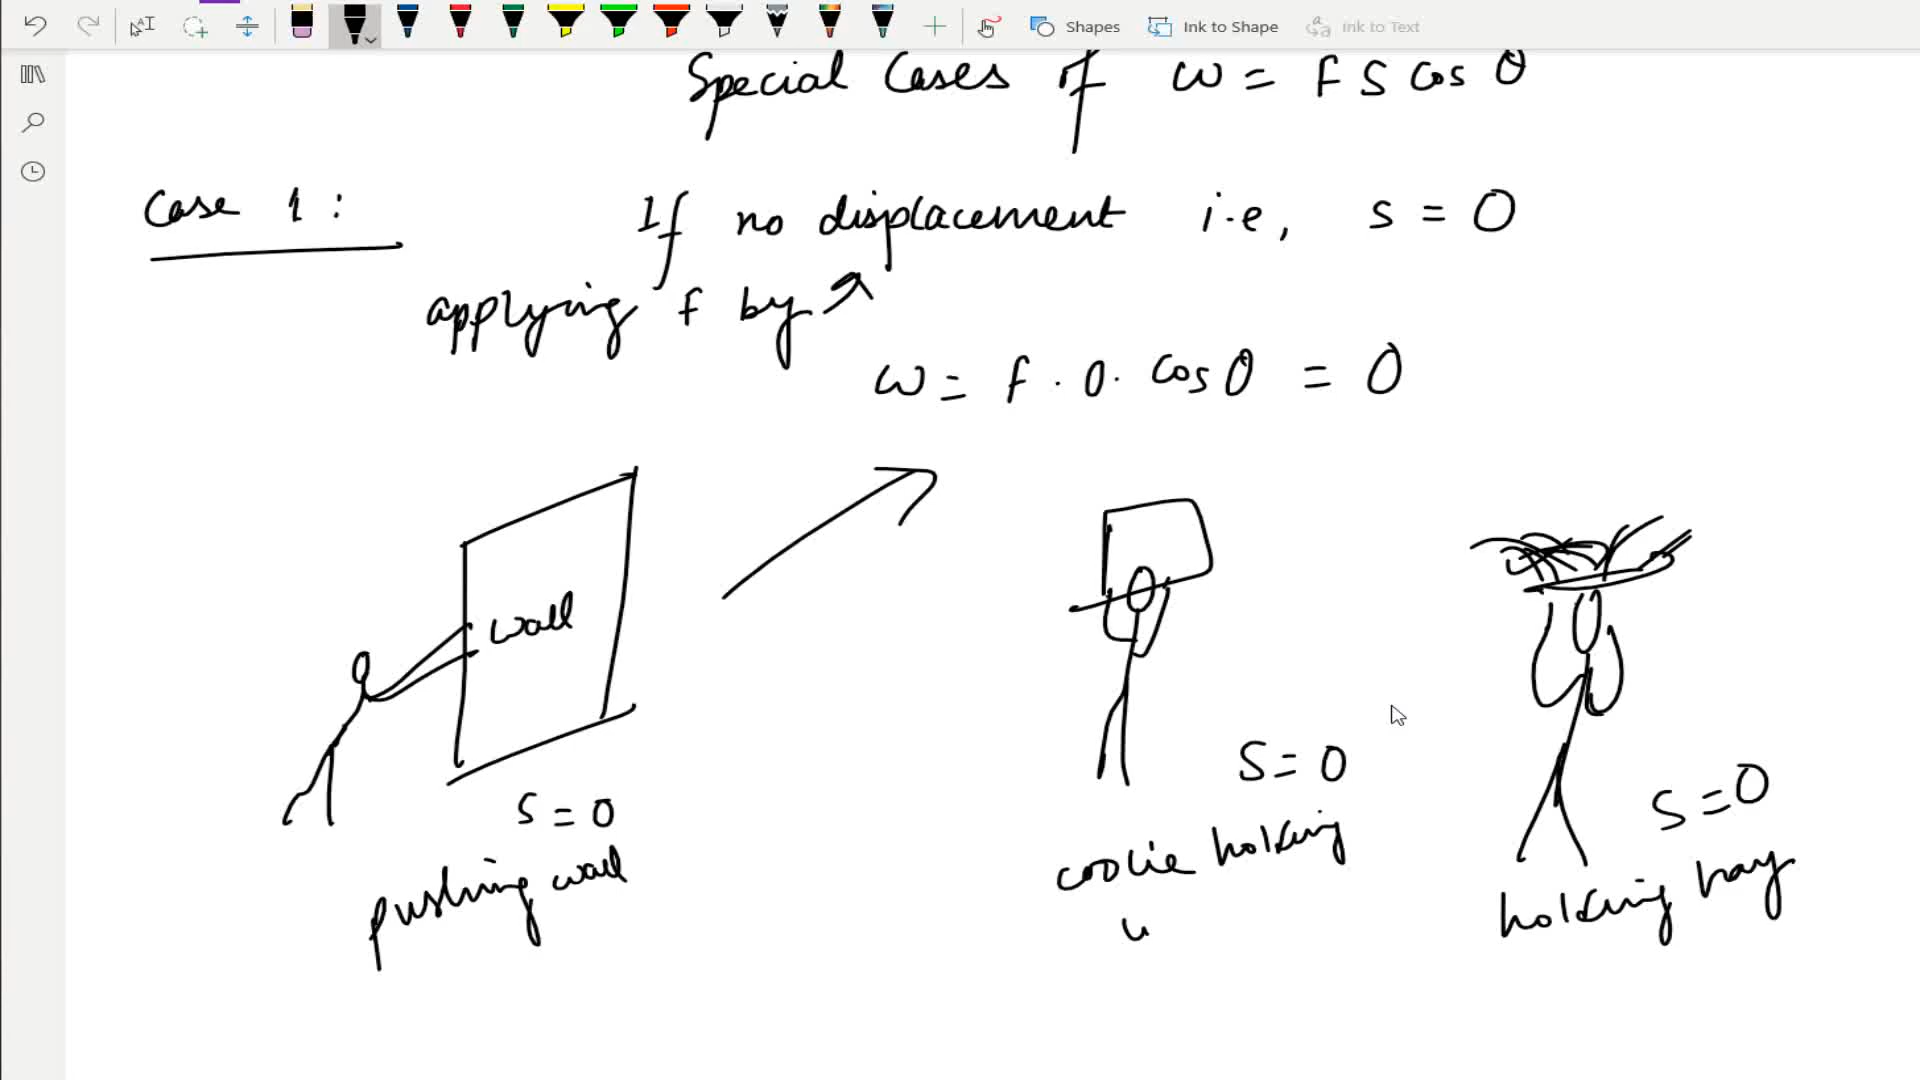 Shapes Ink to Shape Ink to Text
Special Cases of W = F S cos θ
Case 1 : If no displacement i.e, s = 0
applying F by
W = F . 0 . cos θ = 0
wall
S = 0
pushing wall
S = 0
coolie holding
S = 0
holding hay